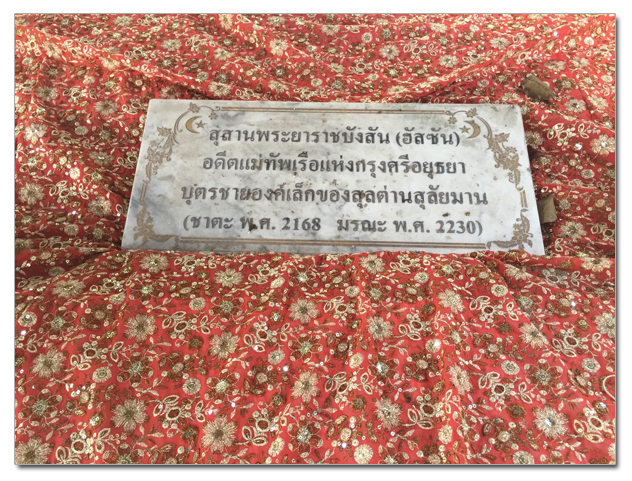 สุสานพระยาราชบังสัน (ฮัสซัน)
อดีตแม่ทัพเรือแห่งกรุงศรีอยุธยา
บุตรชายองค์เล็กของสุลต่านสุลัยมาน
(ชาตะ พ.ศ. 2168 มรณะ พ.ศ. 2230)